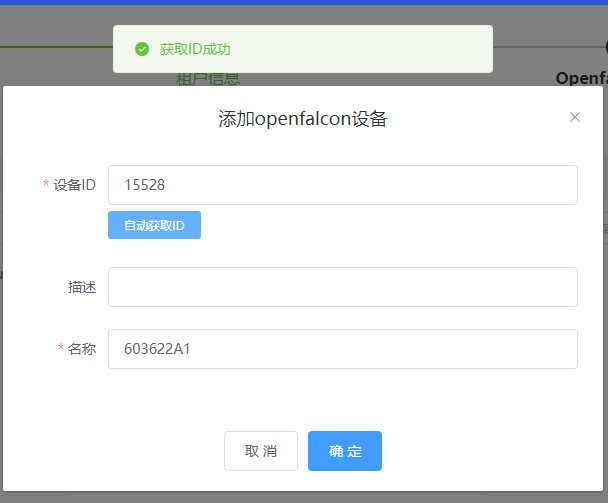 获取ID成功
租户信息
Openfa
添加openfalcon设备
* 设备ID 15528
自动获取ID
描述
* 名称 603622A1
取 消 确 定